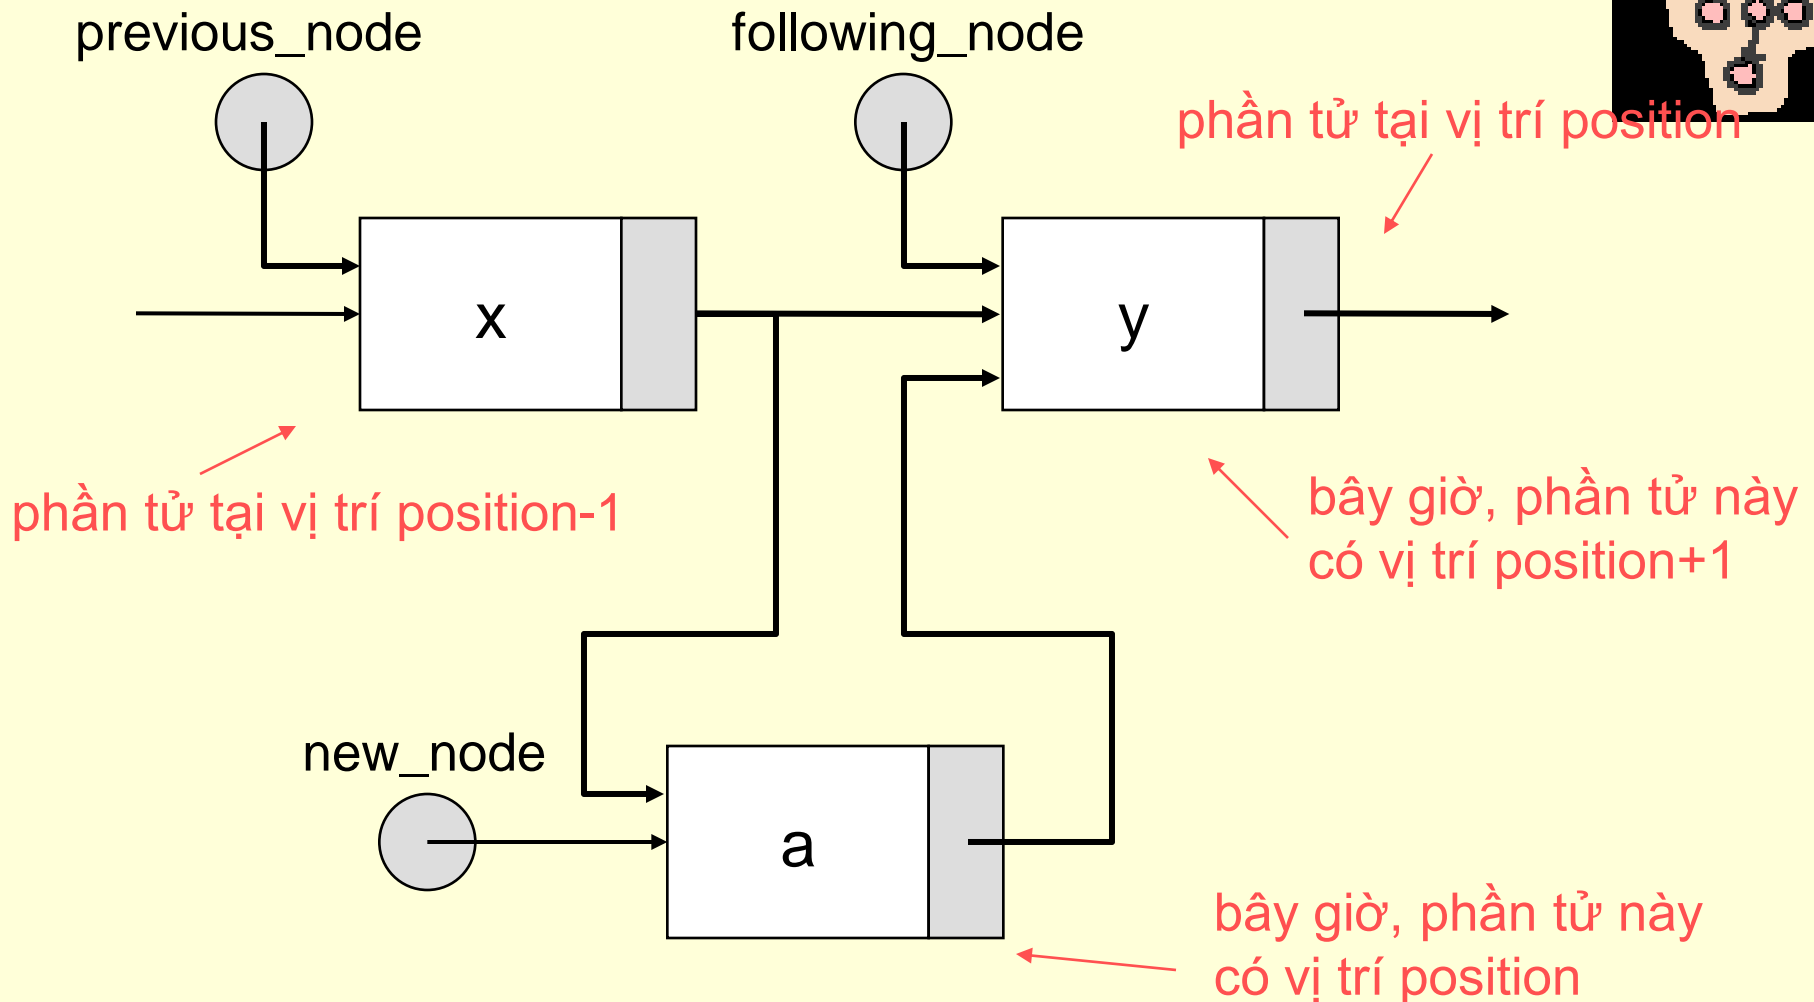 previous_node
following_node
phần tử tại vị trí position
x
y
phần tử tại vị trí position-1
bây giờ, phần tử này
có vị trí position+1
new_node
a
bây giờ, phần tử này
có vị trí position